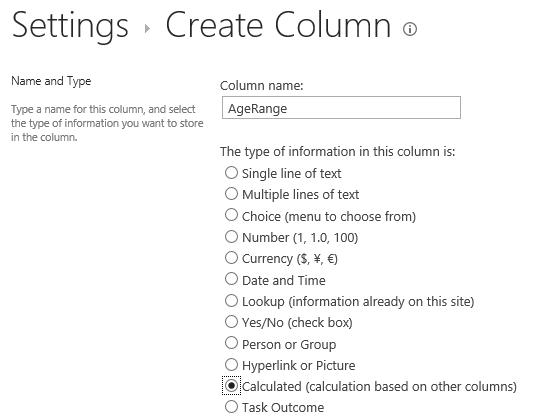 Settings › Create Column
Name and Type
Type a name for this column, and select
the type of information you want to store
in the column.
Column name:
AgeRange
The type of information in this column is:
Single line of text
Multiple lines of text
Choice (menu to choose from)
Number (1, 1.0, 100)
Currency ($, ¥, €)
Date and Time
Lookup (information already on this site)
Yes/No (check box)
Person or Group
Hyperlink or Picture
Calculated (calculation based on other columns)
Task Outcome